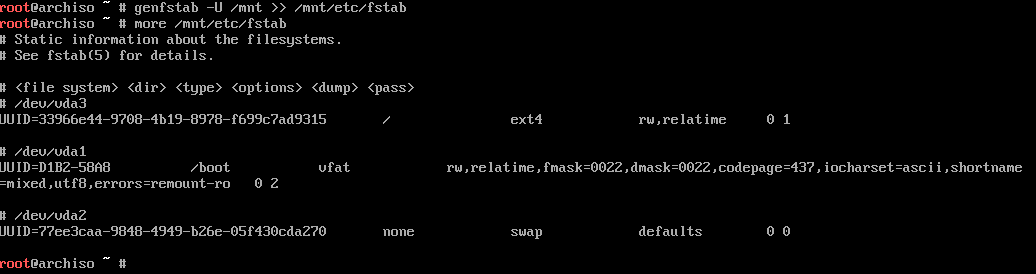 root@archiso ~ # genfstab -U /mnt >> /mnt/etc/fstab
root@archiso ~ # more /mnt/etc/fstab
# Static information about the filesystems.
# See fstab(5) for details.
# <file system> <dir> <type> <options> <dump> <pass>
# /dev/vda3
UUID=33966e44-9708-4b19-8978-f699c7ad9315 / ext4 rw,relatime 0 1
# /dev/vda1
UUID=D1B2-58A8 /boot vfat rw,relatime,fmask=0022,dmask=0022,codepage=437,iocharset=ascii,shortname
=mixed,utf8,errors=remount-ro 0 2
# /dev/vda2
UUID=77ee3caa-9848-4949-b26e-05f430cda270 none swap defaults 0 0
root@archiso ~ #